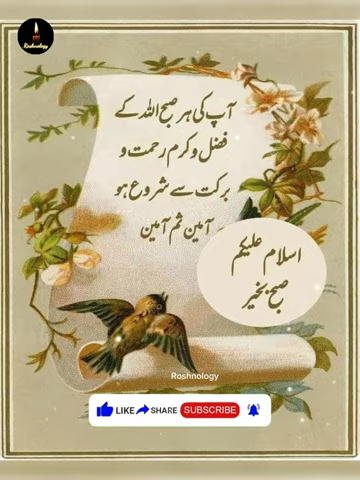 Roshnology
آپ کی ہر صبح اللہ کے
فضل و کرم رحمت و
برکت سے شروع ہو
آمین ثم آمین
اسلام علیکم
صبح بخیر
Roshnology
LIKE SHARE SUBSCRIBE